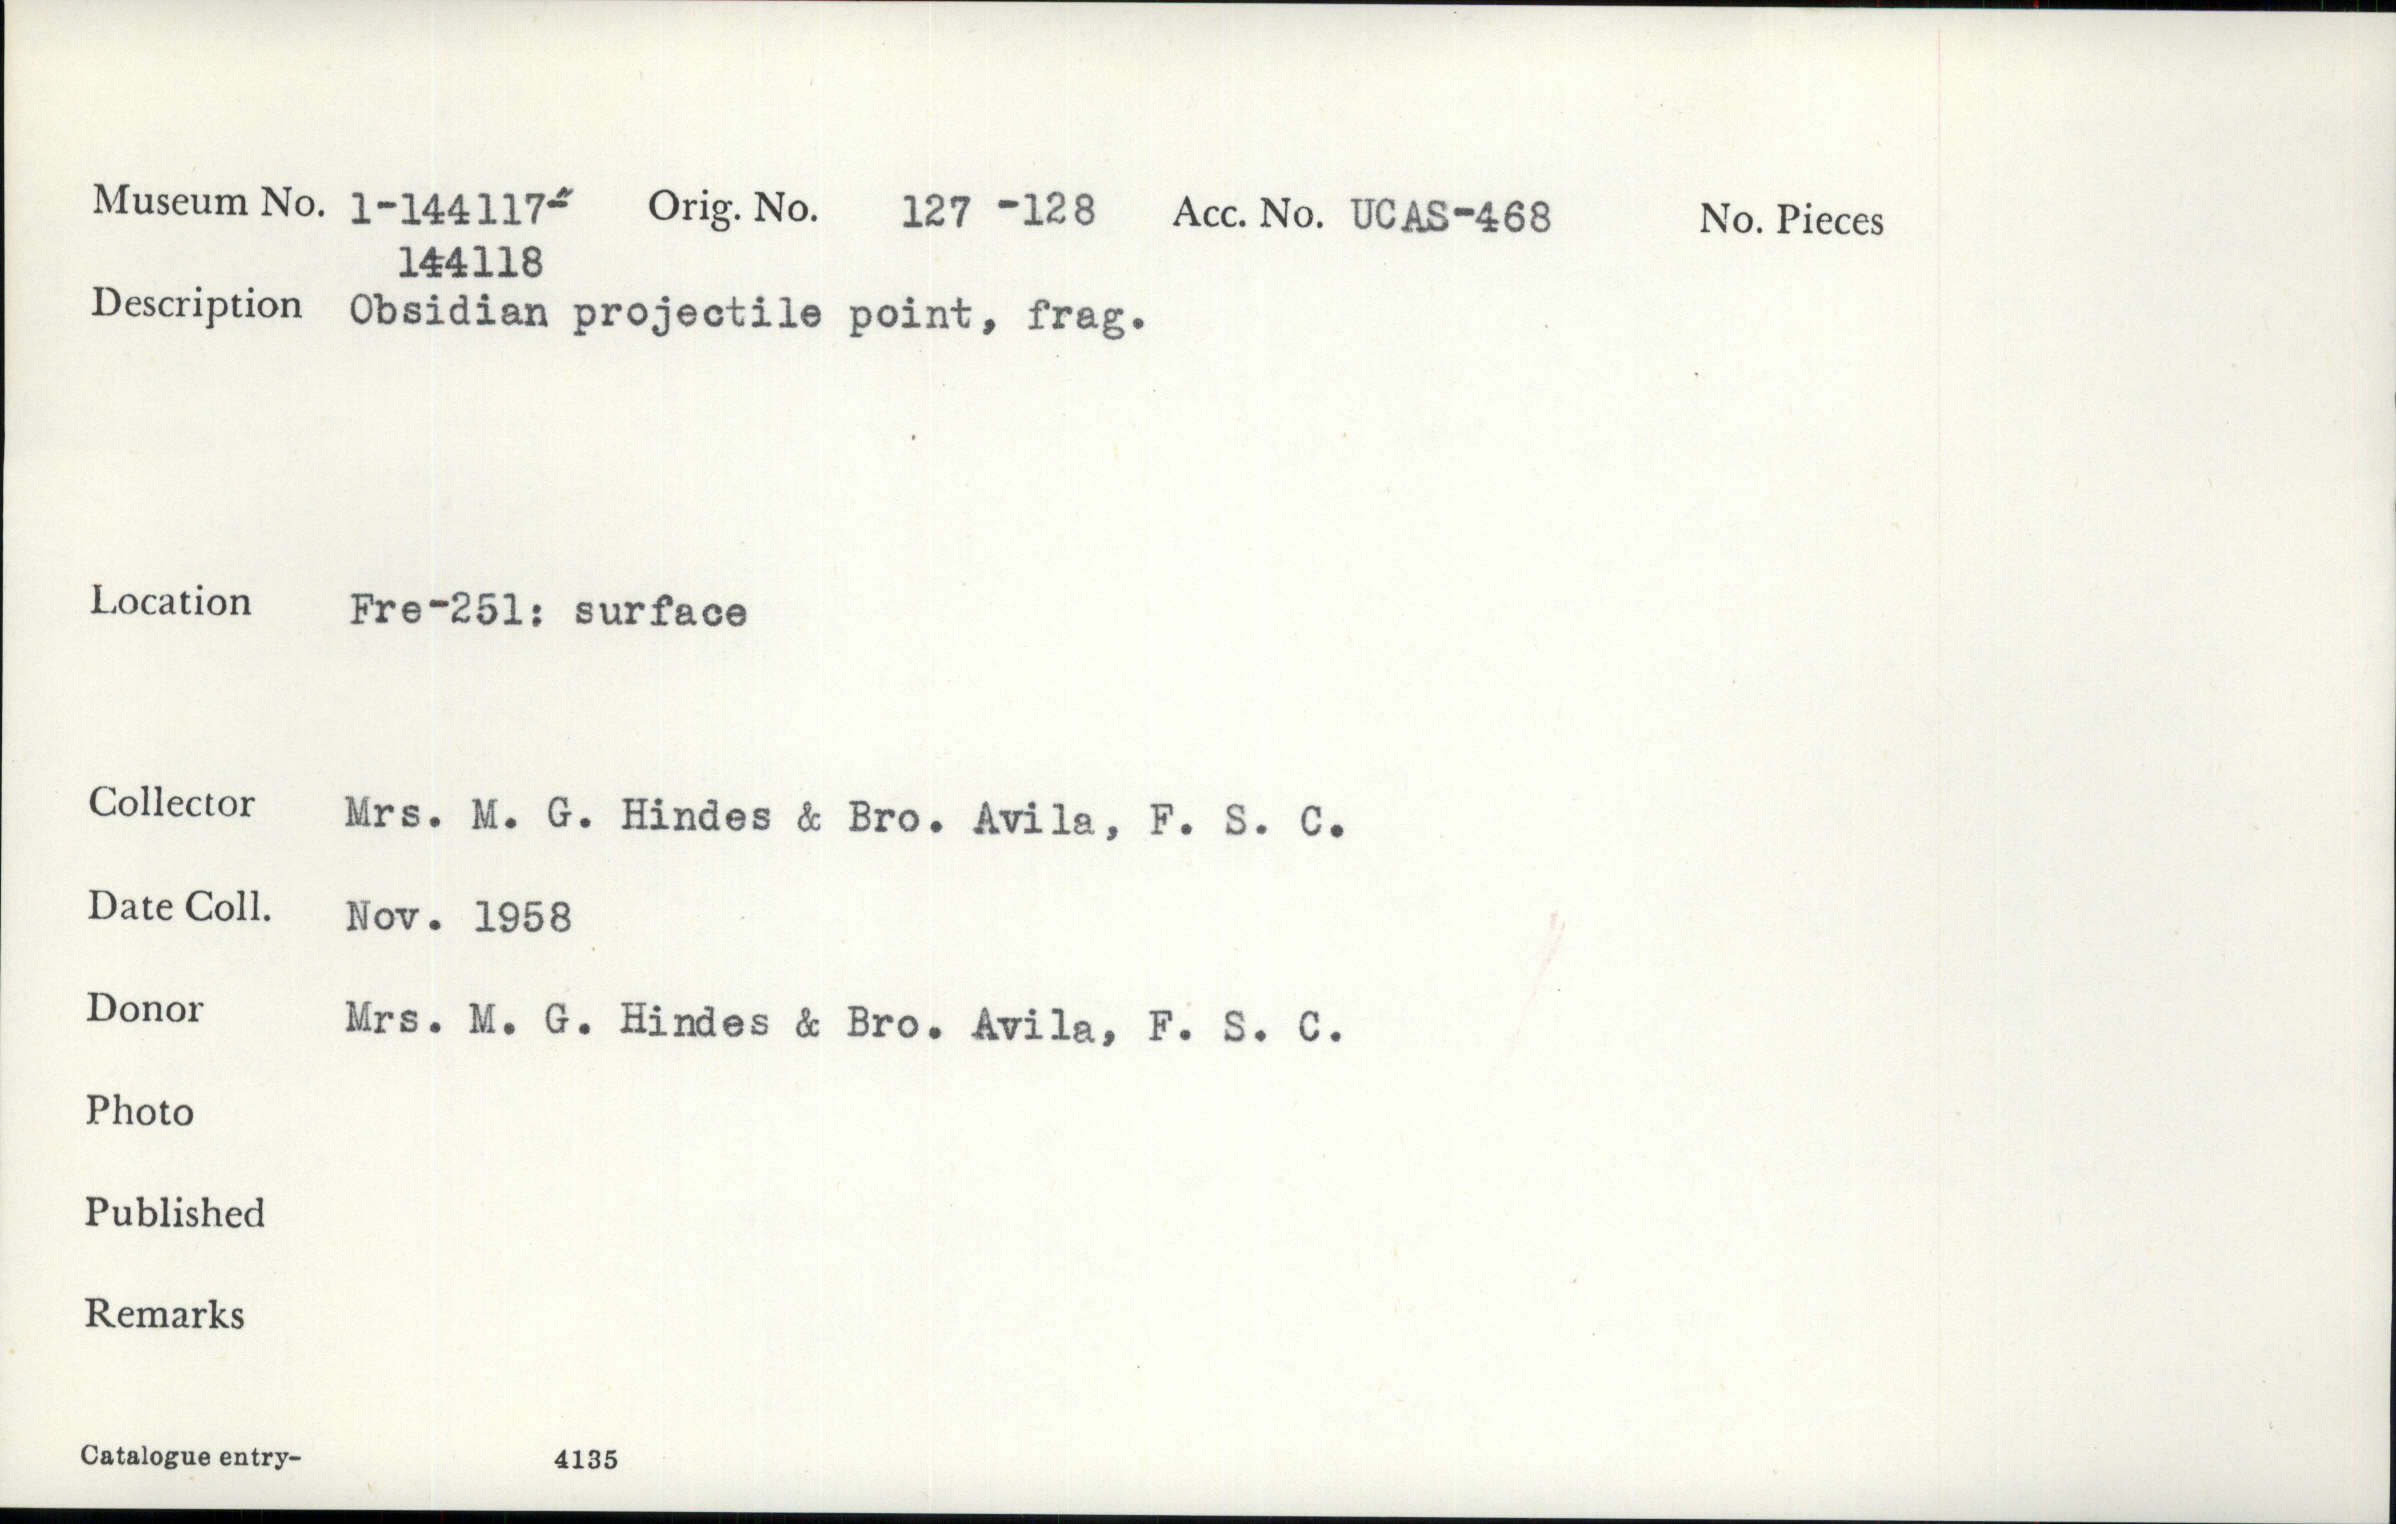 Museum No. 1-144117- Orig. No. 127 -128 Acc. No. UCAS-468 No. Pieces
144118
Description Obsidian projectile point, frag.
Location Fre-251: surface
Collector Mrs. M. G. Hindes & Bro. Avila, F. S. C.
Date Coll. Nov. 1958
Donor Mrs. M. G. Hindes & Bro. Avila, F. S. C.
Photo
Published
Remarks
Catalogue entry- 4135